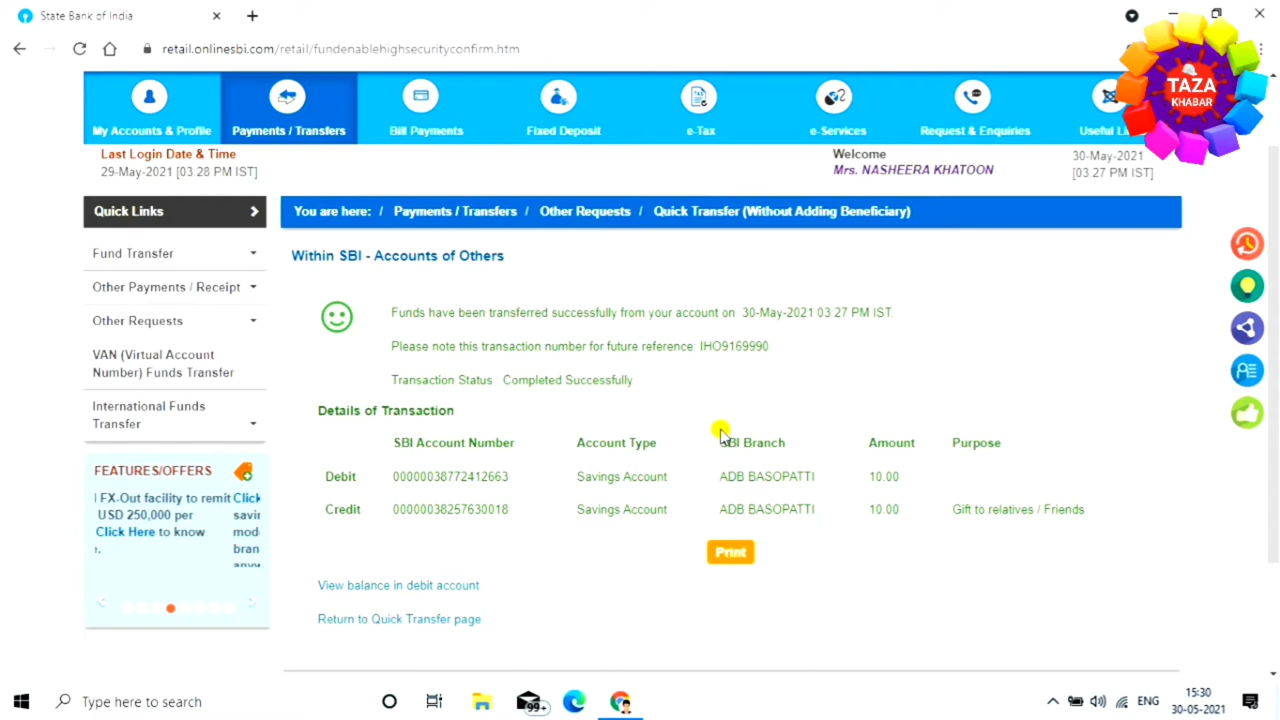 State Bank of India
retail.onlinesbi.com/retail/fundenablehighsecurityconfirm.htm
TAZA
KHABAR
My Accounts & Profile
Payments / Transfers
Bill Payments
Fixed Deposit
e-Tax
e-Services
Request & Enquiries
Useful Li
Last Login Date & Time
29-May-2021 [03.28 PM IST]
Welcome
Mrs. NASHEERA KHATOON
30-May-2021
[03.27 PM IST]
Quick Links
You are here: / Payments / Transfers / Other Requests / Quick Transfer (Without Adding Beneficiary)
Fund Transfer
Other Payments / Receipt
Other Requests
VAN (Virtual Account
Number) Funds Transfer
International Funds
Transfer
Within SBI - Accounts of Others
Funds have been transferred successfully from your account on 30-May-2021 03.27 PM IST.
Please note this transaction number for future reference: IHO9169990
Transaction Status : Completed Successfully
Details of Transaction
SBI Account Number Account Type SBI Branch Amount Purpose
Debit 00000038772412663 Savings Account ADB BASOPATTI 10.00
Credit 00000038257630018 Savings Account ADB BASOPATTI 10.00 Gift to relatives / Friends
Print
View balance in debit account
Return to Quick Transfer page
FEATURES/OFFERS
FX-Out facility to remit
USD 250,000 per
Click Here to know
Click
savin
mod
bran
Type here to search
99+
ENG
15:30
30-05-2021